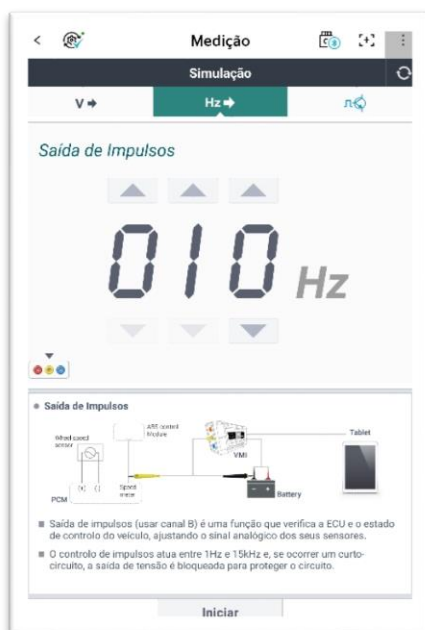 Medição
Simulação
V
Hz
Saída de Impulsos
010 Hz
Saída de Impulsos
ABS control
Module
Wheel speed
sensor
VMI
Tablet
(+) (-)
Speed
meter
PCM
Battery
Saída de impulsos (usar canal B) é uma função que verifica a ECU e o estado
de controlo do veículo, ajustando o sinal analógico dos seus sensores.
O controlo de impulsos atua entre 1Hz e 15kHz e, se ocorrer um curto-
circuito, a saída de tensão é bloqueada para proteger o circuito.
Iniciar